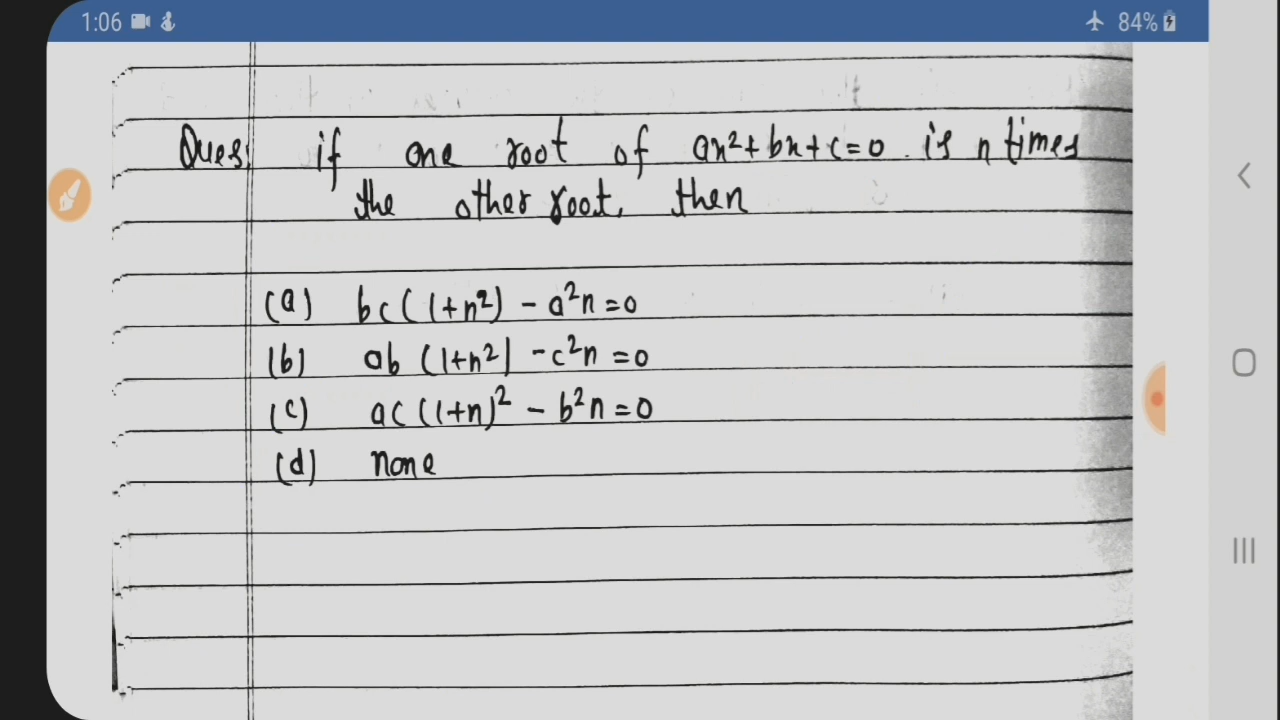 1:06 84%
Ques: if one root of ax²+bx+c=0. is n times
the other root, then
(a) bc((1+n²) - a²n=0
(b) ab (1+n²) -c²n=0
(c) ac (1+n)² - b²n=0
(d) none